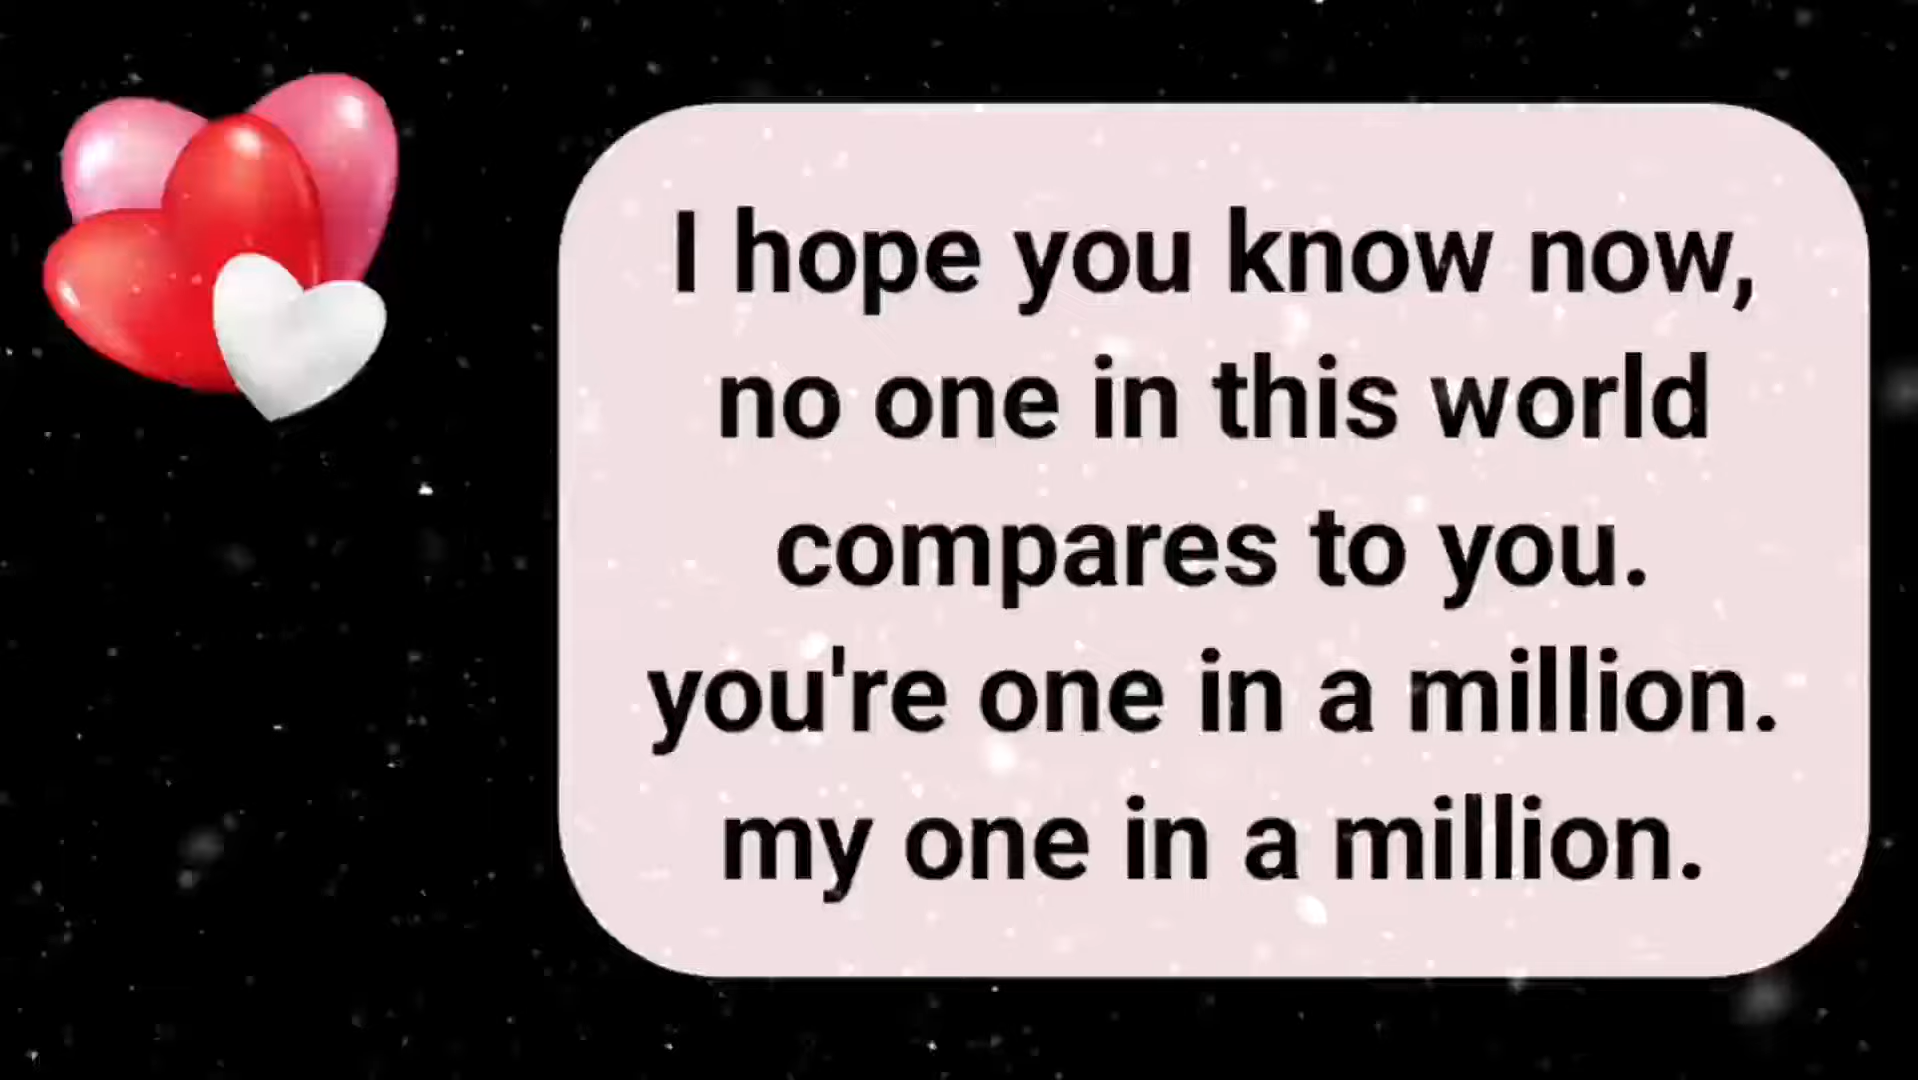 I hope you know now,
no one in this world
compares to you.
you're one in a million.
my one in a million.